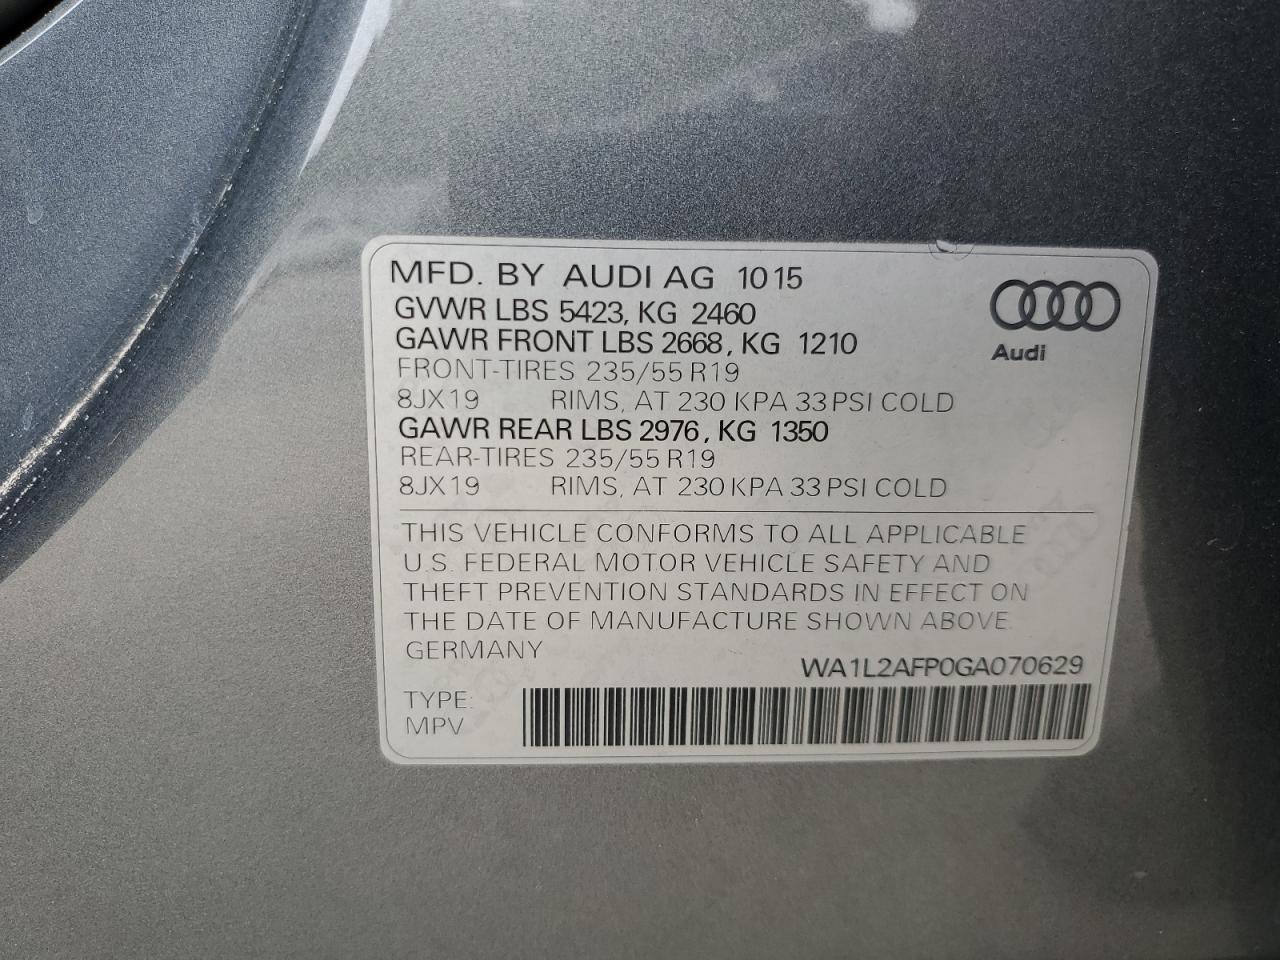 MFD. BY AUDI AG 1015
GVWR LBS 5423, KG 2460
GAWR FRONT LBS 2668, KG 1210
FRONT-TIRES 235/55 R19
8JX19 RIMS, AT 230 KPA 33 PSI COLD
GAWR REAR LBS 2976, KG 1350
REAR-TIRES 235/55 R19
8JX19 RIMS, AT 230 KPA 33 PSI COLD
Audi
THIS VEHICLE CONFORMS TO ALL APPLICABLE
U.S. FEDERAL MOTOR VEHICLE SAFETY AND
THEFT PREVENTION STANDARDS IN EFFECT ON
THE DATE OF MANUFACTURE SHOWN ABOVE.
GERMANY
WA1L2AFP0GA070629
TYPE:
MPV